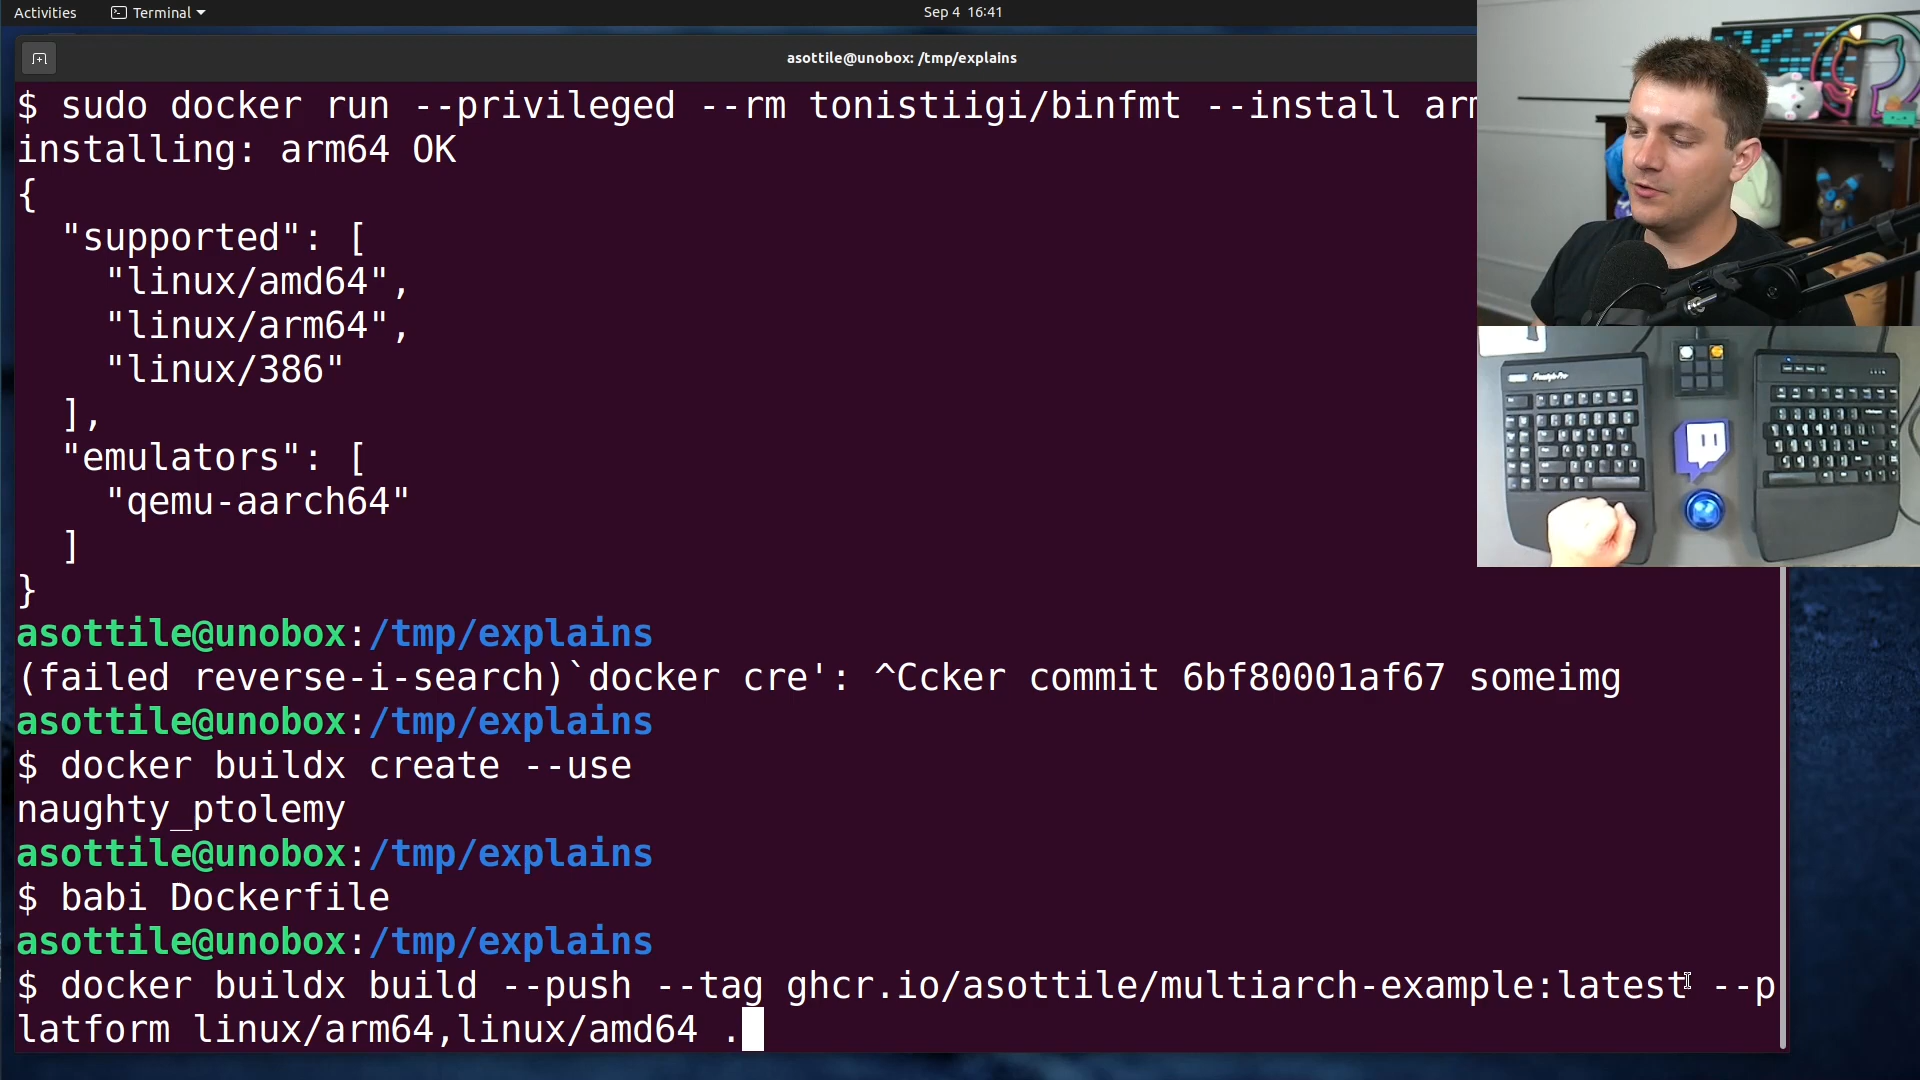 Activities
Terminal
Sep 4 16:41
asottile@unobox: /tmp/explains
$ sudo docker run --privileged --rm tonistiigi/binfmt --install arm
installing: arm64 OK
{
  "supported": [
    "linux/amd64",
    "linux/arm64",
    "linux/386"
  ],
  "emulators": [
    "qemu-aarch64"
  ]
}
asottile@unobox:/tmp/explains
(failed reverse-i-search)`docker cre': ^Ccker commit 6bf80001af67 someimg
asottile@unobox:/tmp/explains
$ docker buildx create --use
naughty_ptolemy
asottile@unobox:/tmp/explains
$ babi Dockerfile
asottile@unobox:/tmp/explains
$ docker buildx build --push --tag ghcr.io/asottile/multiarch-example:latest --p
latform linux/arm64,linux/amd64 .
Freestyle Pro